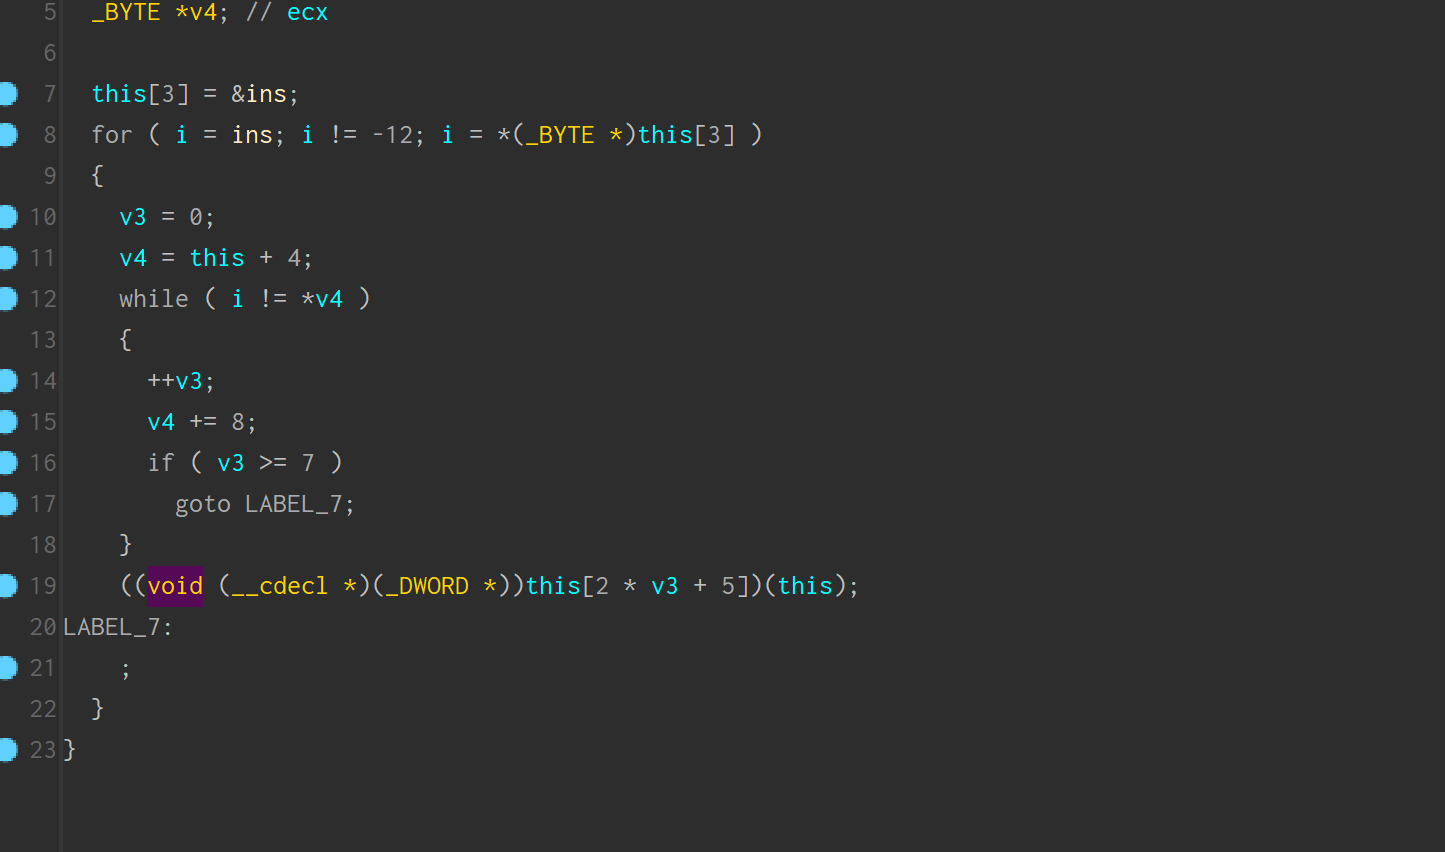 5 _BYTE *v4; // ecx
6
7 this[3] = &ins;
8 for ( i = ins; i != -12; i = *(_BYTE *)this[3] )
9 {
10 v3 = 0;
11 v4 = this + 4;
12 while ( i != *v4 )
13 {
14 ++v3;
15 v4 += 8;
16 if ( v3 >= 7 )
17 goto LABEL_7;
18 }
19 ((void (__cdecl *)(_DWORD *))this[2 * v3 + 5])(this);
20 LABEL_7:
21 ;
22 }
23 }